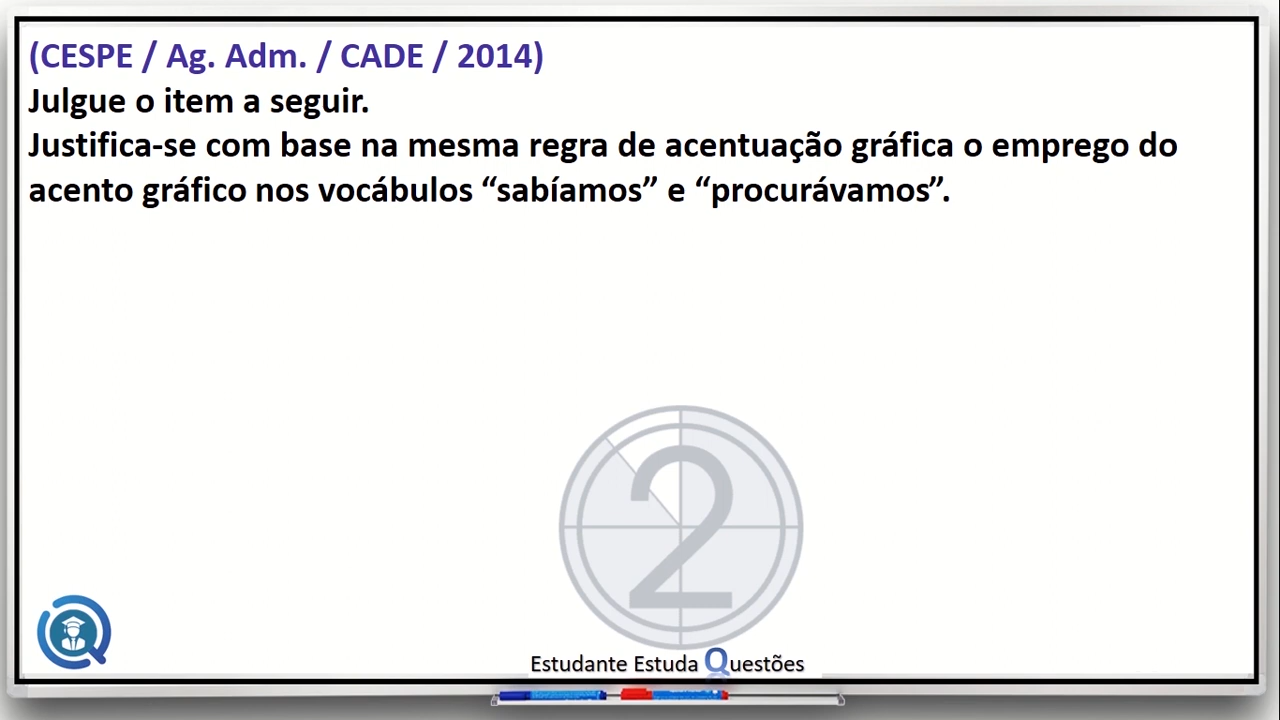 (CESPE / Ag. Adm. / CADE / 2014)
Julgue o item a seguir.
Justifica-se com base na mesma regra de acentuação gráfica o emprego do
acento gráfico nos vocábulos “sabíamos” e “procurávamos”.
2
Estudante Estuda Questões